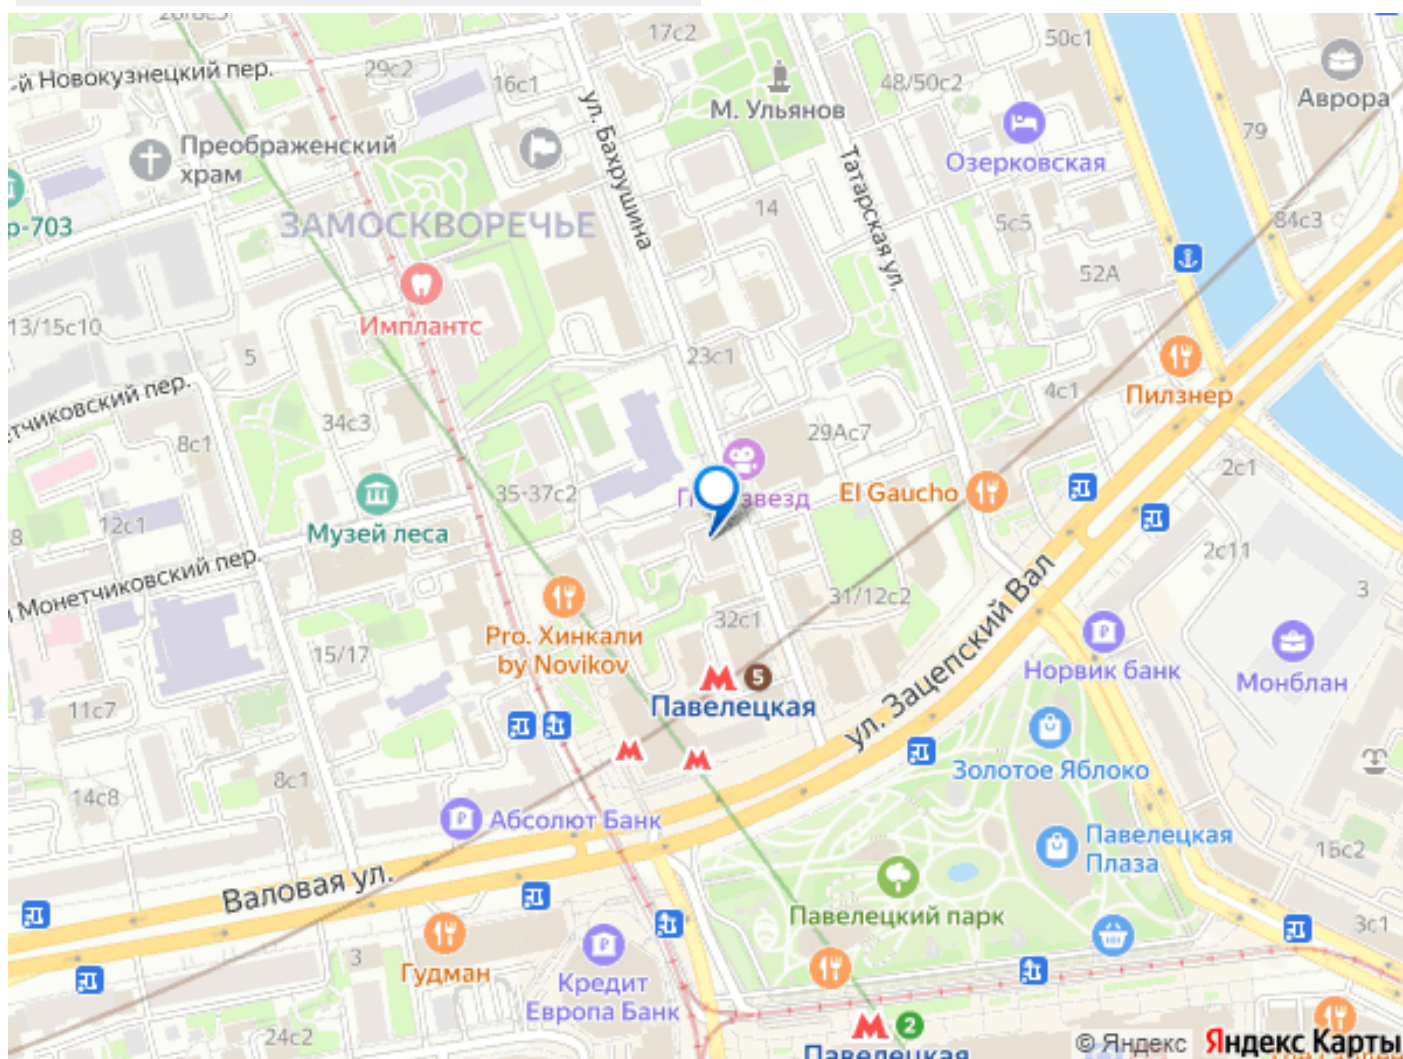 17с2
50с1
-й Новокузнецкий пер.
29с2
16с1
48/50с2
Аврора
М. Ульянов
79
ул. Бахрушина
Преображенский
храм
Озерковская
Татарская ул.
р-703
ЗАМОСКВОРЕЧЬЕ
14
5с5
84с3
52А
13/15с10
Имплантс
5
23с1
Пилзнер
4с1
тчиковский пер.
34с3
8с1
29Ас7
2с1
35-37с2
El Gaucho
звезд
12с1
Музей леса
8
2с11
Монетчиковский пер.
3
31/12с2
32с1
Pro. Хинкали
by Novikov
15/17
ул. Зацепский Вал
Норвик банк
Монблан
5
Павелецкая
11с7
Золотое Яблоко
8с1
14с8
Абсолют Банк
Павелецкая
Плаза
15с2
Валовая ул.
Павелецкий парк
3с1
3
Гудман
Кредит
Европа Банк
24с2
2
Павелецкая
© Яндекс
Яндекс Карты